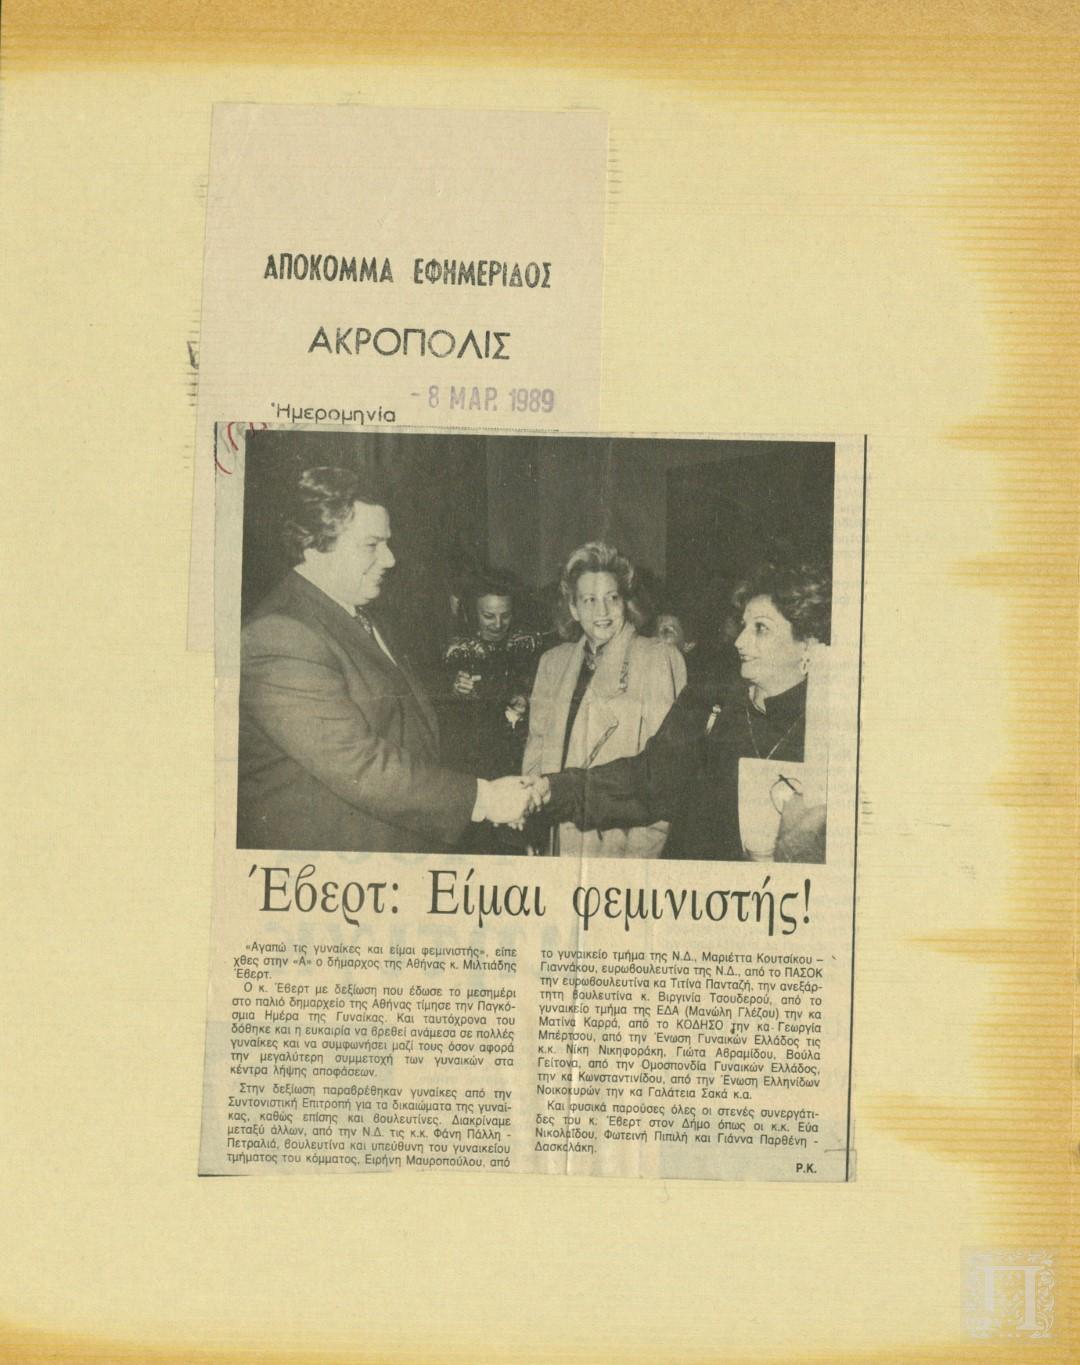 ΑΠΟΚΟΜΜΑ ΕΦΗΜΕΡΙΔΟΣ
ΑΚΡΟΠΟΛΙΣ
Ἡμερομηνία
- 8 ΜΑΡ. 1989
Έβερτ: Είμαι φεμινιστής!
«Αγαπώ τις γυναίκες και είμαι φεμινιστής», είπε
χθες στην «Α» ο δήμαρχος της Αθήνας κ. Μιλτιάδης
Έβερτ.
Ο κ. Έβερτ με δεξίωση που έδωσε το μεσημέρι
στο παλιό δημαρχείο της Αθήνας τίμησε την Παγκό-
σμια Ημέρα της Γυναίκας. Και ταυτόχρονα του
δόθηκε και η ευκαιρία να βρεθεί ανάμεσα σε πολλές
γυναίκες και να συμφωνήσει μαζί τους όσον αφορά
την μεγαλύτερη συμμετοχή των γυναικών στα
κέντρα λήψης αποφάσεων.
Στην δεξίωση παραβρέθηκαν γυναίκες από την
Συντονιστική Επιτροπή για τα δικαιώματα της γυναί-
κας, καθώς επίσης και βουλευτίνες. Διακρίναμε
μεταξύ άλλων, από την Ν.Δ. τις κ.κ. Φάνη Πάλλη -
Πετραλιά, βουλευτίνα και υπεύθυνη του γυναικείου
τμήματος του κόμματος, Ειρήνη Μαυροπούλου, από
το γυναικείο τμήμα της Ν.Δ., Μαριέττα Κουτσίκου –
Γιαννάκου, ευρωβουλευτίνα της Ν.Δ., από το ΠΑΣΟΚ
την ευρωβουλευτίνα κα Τιτίνα Πανταζή, την ανεξάρ-
τητη βουλευτίνα κ. Βιργινία Τσουδερού, από το
γυναικείο τμήμα της ΕΔΑ (Μανώλη Γλέζου) την κα
Ματίνα Καρρά, από το ΚΟΔΗΣΟ την κα Γεωργία
Μπέρτσου, από την Ένωση Γυναικών Ελλάδος τις
κ.κ. Νίκη Νικηφοράκη, Γιώτα Αβραμίδου, Βούλα
Γείτονα, από την Ομοσπονδία Γυναικών Ελλάδος,
την κα Κωνσταντινίδου, από την Ένωση Ελληνίδων
Νοικοκυρών την κα Γαλάτεια Σακά κ.α.
Και φυσικά παρούσες όλες οι στενές συνεργάτι-
δες του κ. Έβερτ στον Δήμο όπως οι κ.κ. Εύα
Νικολαΐδου, Φωτεινή Πιπιλή και Γιάννα Παρθένη -
Δασκαλάκη.
Ρ.Κ.